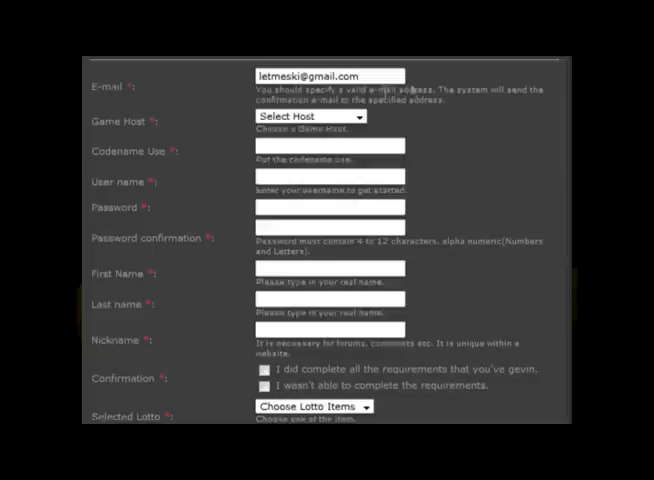 E-mail *:
letmeski@gmail.com
You should specify a valid e-mail address. The system will send the
confirmation e-mail to the specified address.
Game Host *:
Select Host
Choose a Game Host.
Codename Use *:
Put the codename use.
User name *:
Enter your username to get started.
Password *:
Password confirmation *:
Password must contain 4 to 12 characters, alpha numeric(Numbers
and Letters).
First Name *:
Please type in your real name.
Last name *:
Please type in your real name.
Nickname *:
It is necessary for forums, comments etc. It is unique within a
website.
Confirmation *:
I did complete all the requirements that you've gevin.
I wasn't able to complete the requirements.
Selected Lotto *:
Choose Lotto Items
Choose one of the item.